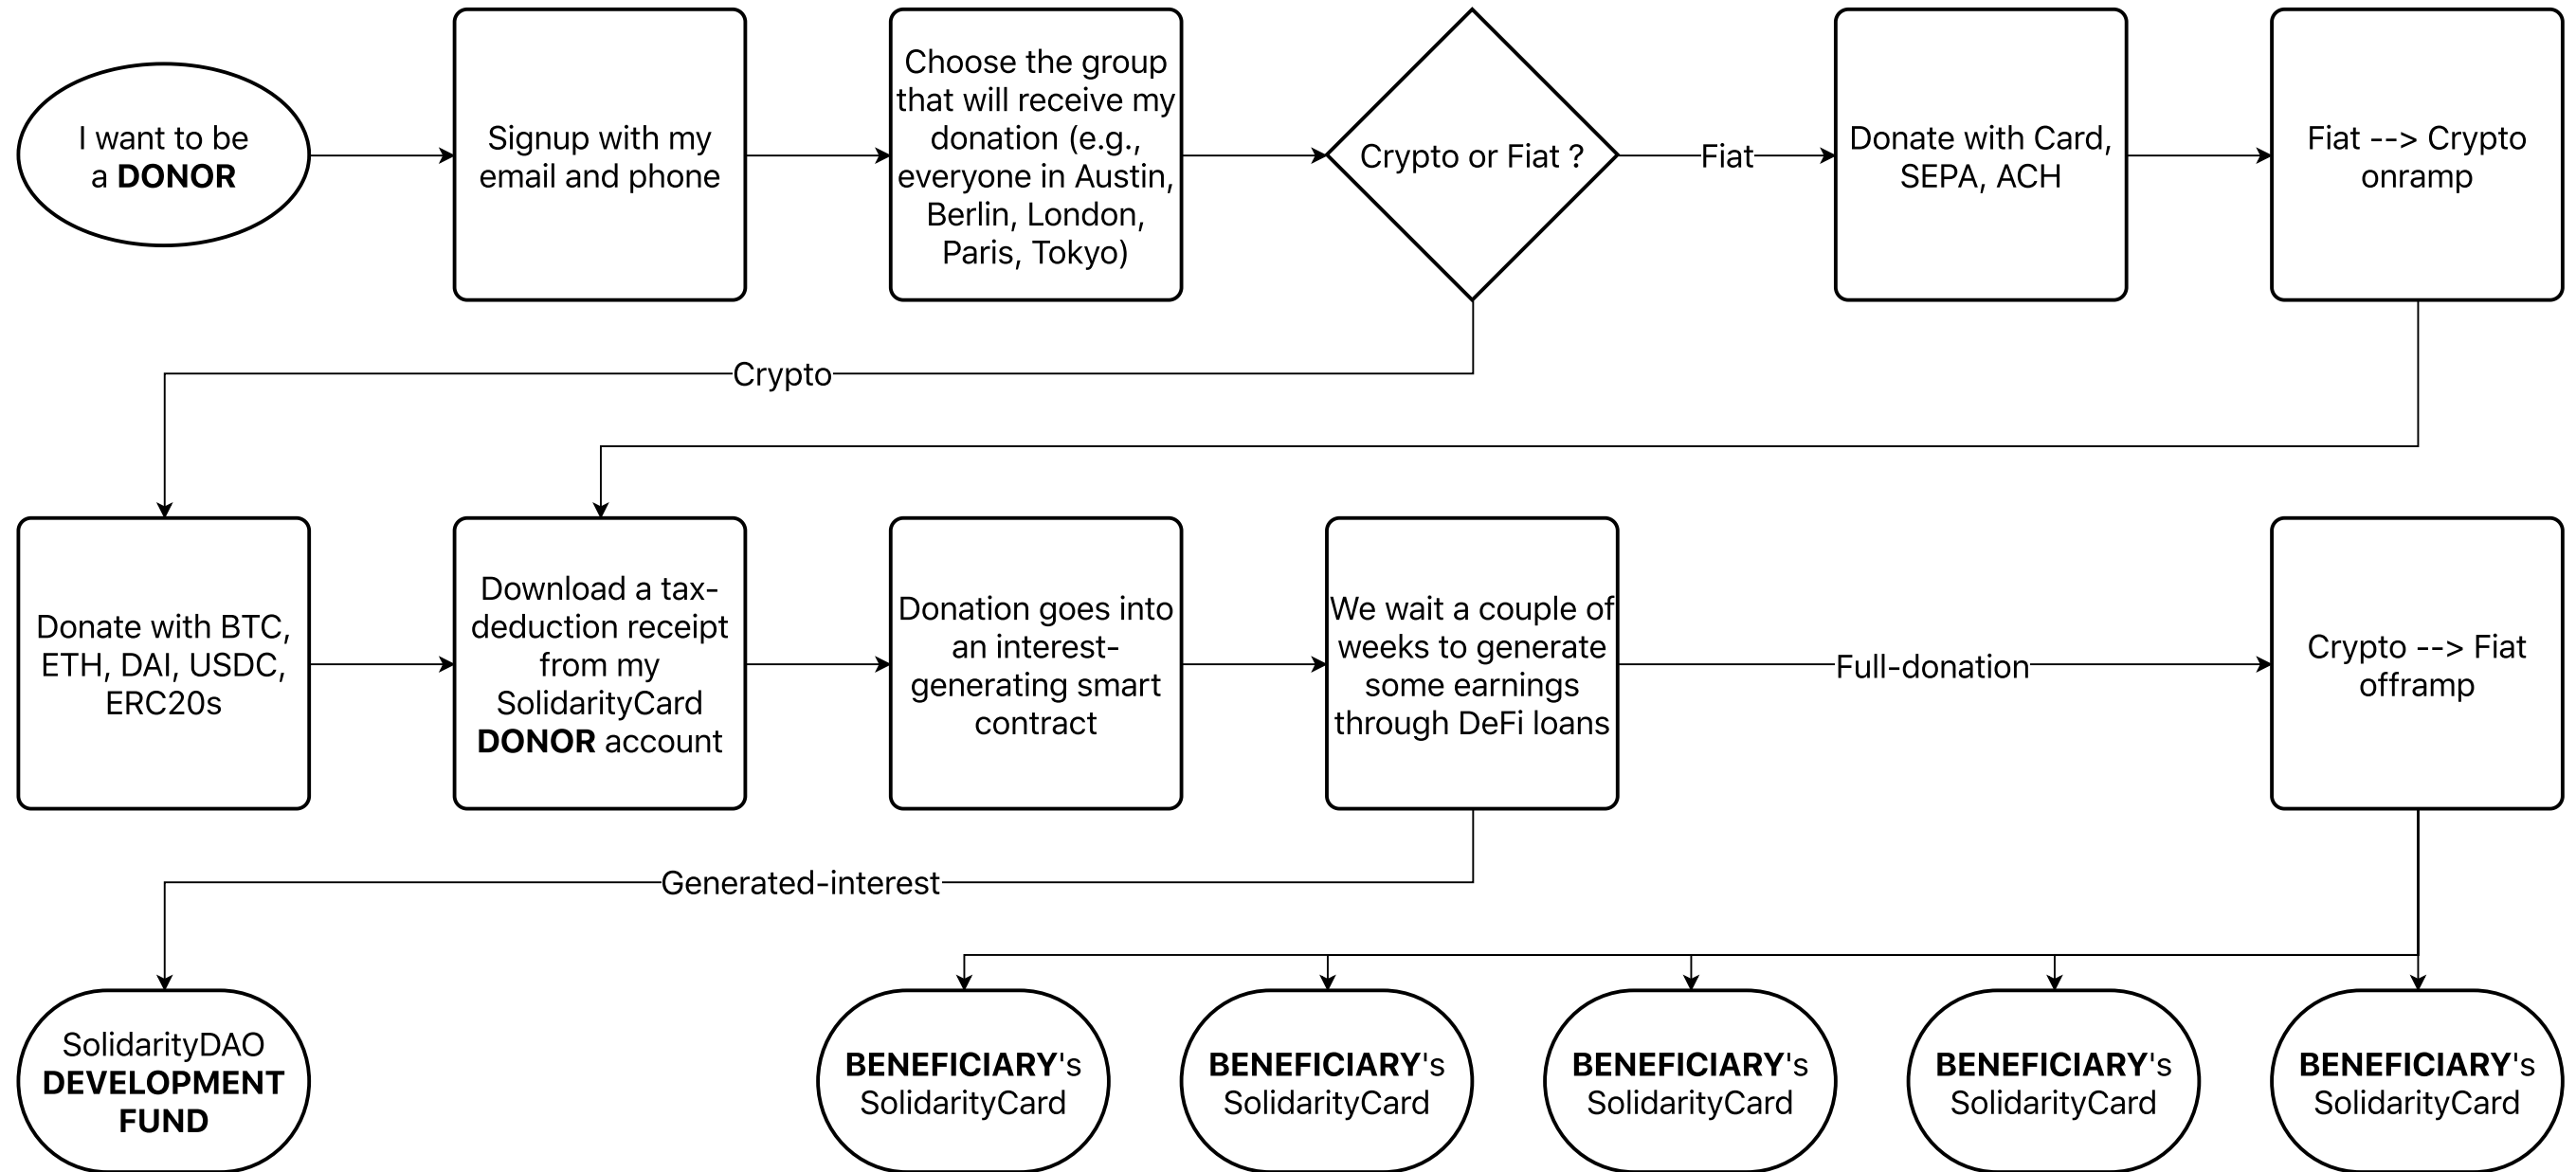 I want to be
a DONOR
Signup with my
email and phone
Choose the group
that will receive my
donation (e.g.,
everyone in Austin,
Berlin, London,
Paris, Tokyo)
Crypto or Fiat ?
Fiat
Donate with Card,
SEPA, ACH
Fiat --> Crypto
onramp
Crypto
Donate with BTC,
ETH, DAI, USDC,
ERC20s
Download a tax-
deduction receipt
from my
SolidarityCard
DONOR account
Donation goes into
an interest-
generating smart
contract
We wait a couple of
weeks to generate
some earnings
through DeFi loans
Full-donation
Crypto --> Fiat
offramp
Generated-interest
SolidarityDAO
DEVELOPMENT
FUND
BENEFICIARY's
SolidarityCard
BENEFICIARY's
SolidarityCard
BENEFICIARY's
SolidarityCard
BENEFICIARY's
SolidarityCard
BENEFICIARY's
SolidarityCard